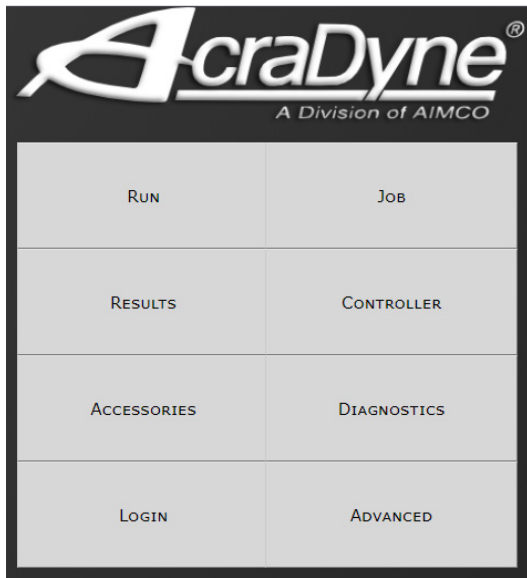 AcraDyne®
A Division of AIMCO
Run Job
Results Controller
Accessories Diagnostics
Login Advanced